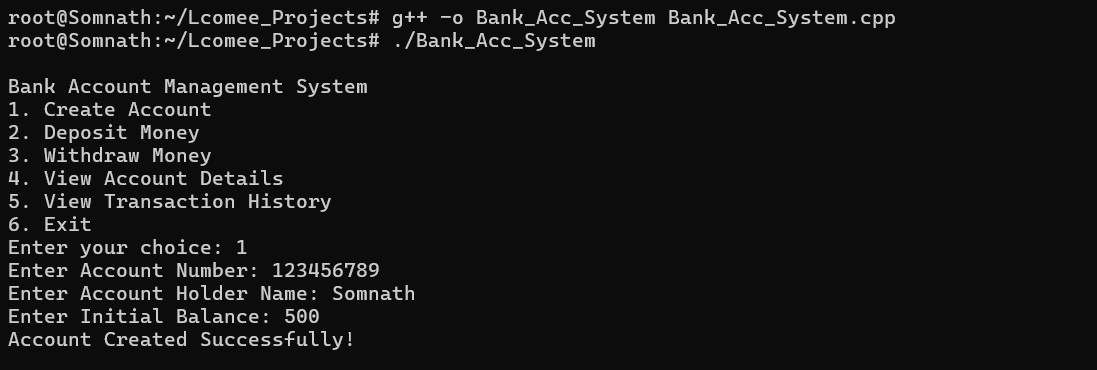 root@Somnath:~/Lcomee_Projects# g++ -o Bank_Acc_System Bank_Acc_System.cpp
root@Somnath:~/Lcomee_Projects# ./Bank_Acc_System
Bank Account Management System
1. Create Account
2. Deposit Money
3. Withdraw Money
4. View Account Details
5. View Transaction History
6. Exit
Enter your choice: 1
Enter Account Number: 123456789
Enter Account Holder Name: Somnath
Enter Initial Balance: 500
Account Created Successfully!